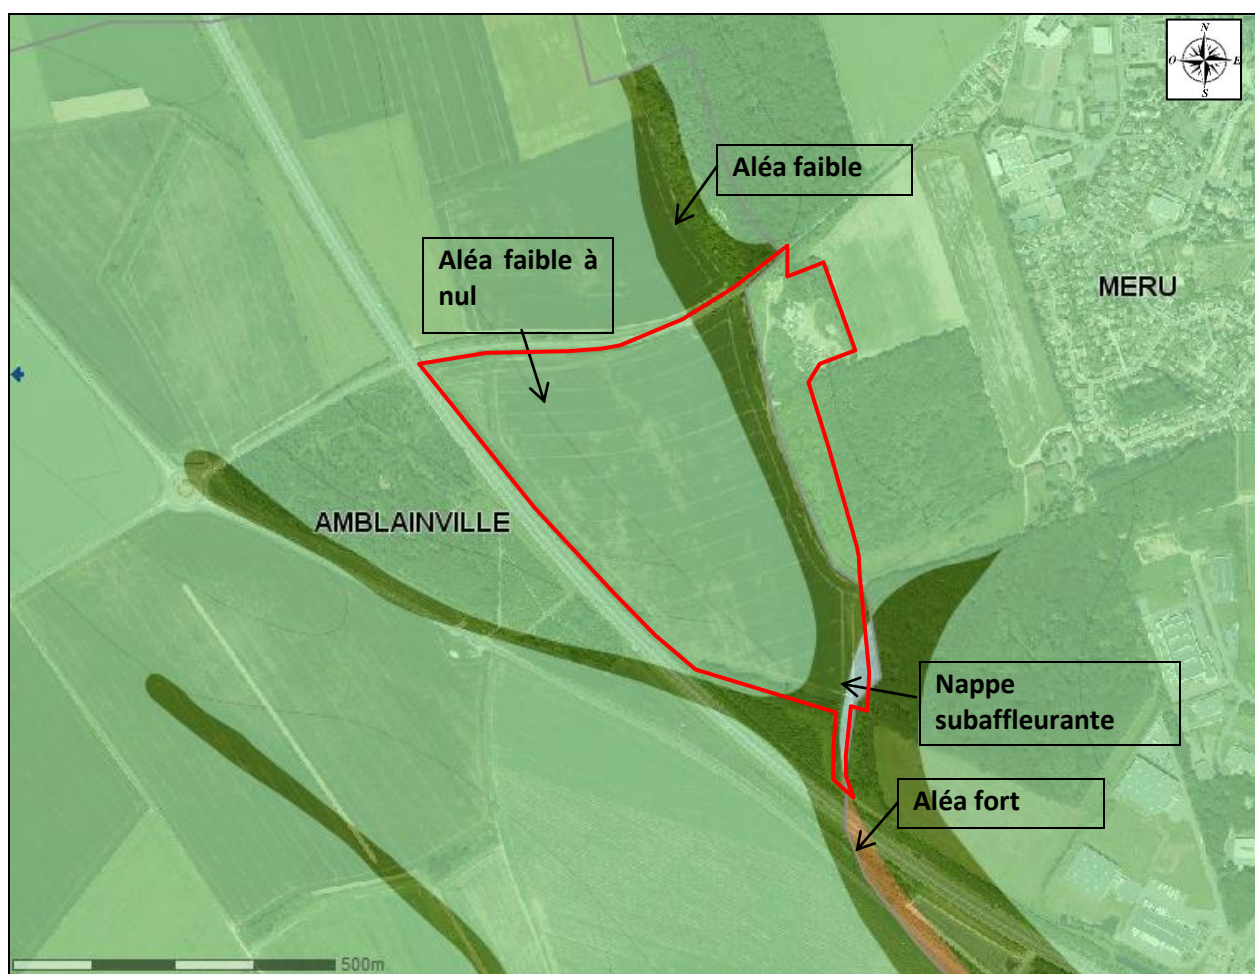 N
O
E
S
Aléa faible
Aléa faible à
nul
MERU
AMBLAINVILLE
Nappe
subaffleurante
Aléa fort
500m